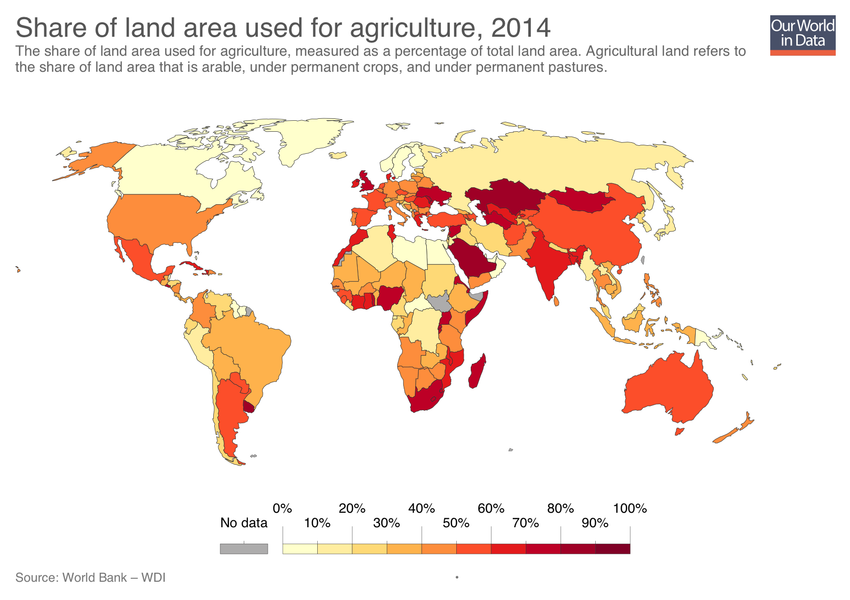 Share of land area used for agriculture, 2014
The share of land area used for agriculture, measured as a percentage of total land area. Agricultural land refers to
the share of land area that is arable, under permanent crops, and under permanent pastures.
Our World
in Data
0% 20% 40% 60% 80% 100%
No data 10% 30% 50% 70% 90%
Source: World Bank – WDI